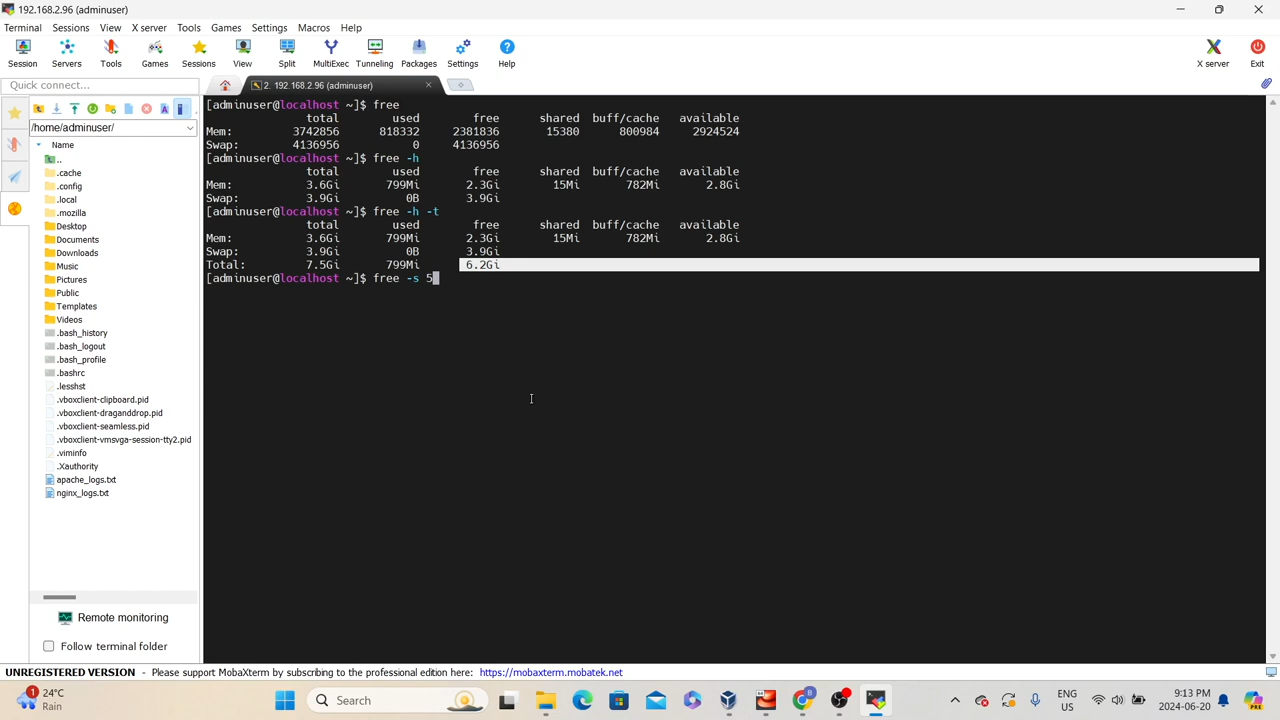 192.168.2.96 (adminuser)
Terminal Sessions View X server Tools Games Settings Macros Help
Session Servers Tools Games Sessions View Split MultiExec Tunneling Packages Settings Help X server Exit
Quick connect...
2. 192.168.2.96 (adminuser)
/home/adminuser/
Name
..
.cache
.config
.local
.mozilla
Desktop
Documents
Downloads
Music
Pictures
Public
Templates
Videos
.bash_history
.bash_logout
.bash_profile
.bashrc
.lesshst
.vboxclient-clipboard.pid
.vboxclient-draganddrop.pid
.vboxclient-seamless.pid
.vboxclient-vmsvga-session-tty2.pid
.viminfo
.Xauthority
apache_logs.txt
nginx_logs.txt
Remote monitoring
Follow terminal folder
[adminuser@localhost ~]$ free
total used free shared buff/cache available
Mem: 3742856 818332 2381836 15380 800984 2924524
Swap: 4136956 0 4136956
[adminuser@localhost ~]$ free -h
total used free shared buff/cache available
Mem: 3.6Gi 799Mi 2.3Gi 15Mi 782Mi 2.8Gi
Swap: 3.9Gi 0B 3.9Gi
[adminuser@localhost ~]$ free -h -t
total used free shared buff/cache available
Mem: 3.6Gi 799Mi 2.3Gi 15Mi 782Mi 2.8Gi
Swap: 3.9Gi 0B 3.9Gi
Total: 7.5Gi 799Mi 6.2Gi
[adminuser@localhost ~]$ free -s 5
UNREGISTERED VERSION - Please support MobaXterm by subscribing to the professional edition here: https://mobaxterm.mobatek.net
1
24°C
Rain
Search
B
ENG
US
9:13 PM
2024-06-20
PRE